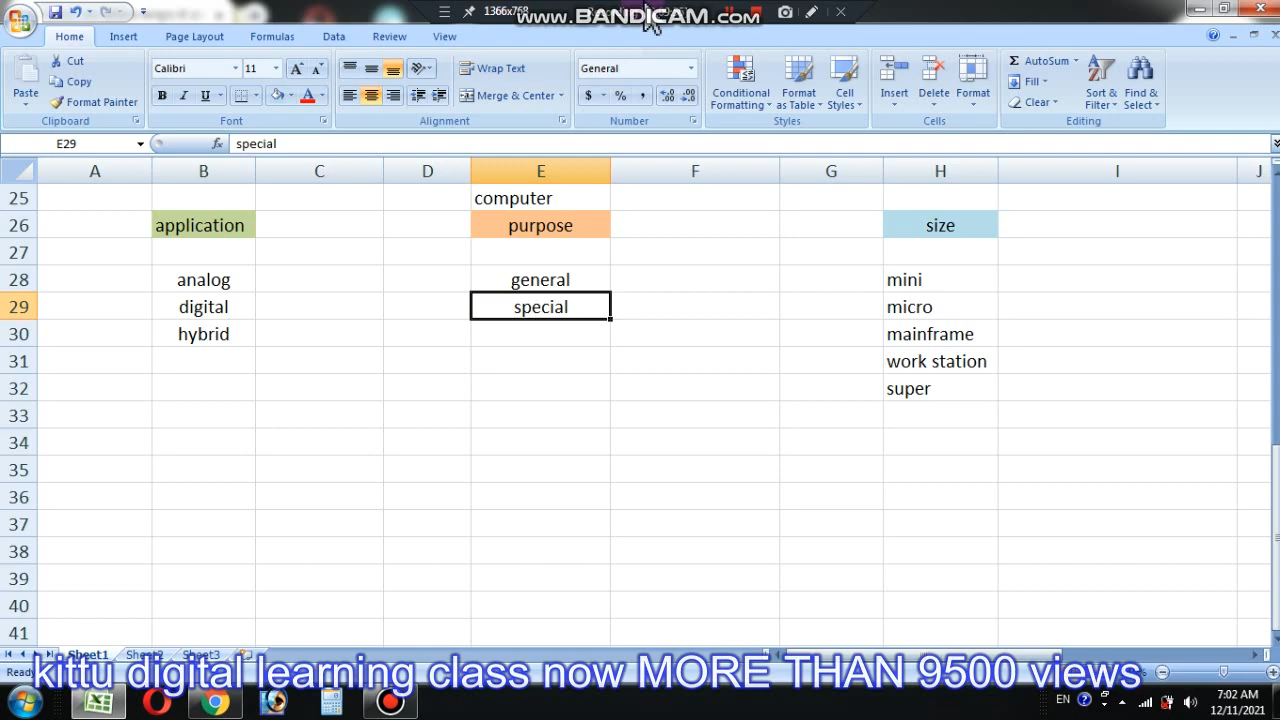 1366x768
www.BANDICAM.com
Home Insert Page Layout Formulas Data Review View
Paste Cut Copy Format Painter Clipboard
Calibri 11 B I U A Font
Wrap Text Merge & Center Alignment
General $ % , Number
Conditional Formatting Format as Table Cell Styles Styles
Insert Delete Format Cells
Σ AutoSum Fill Clear Sort & Filter Find & Select Editing
E29 fx special
A B C D E F G H I J
25 computer
26 application purpose size
27
28 analog general mini
29 digital special micro
30 hybrid mainframe
31 work station
32 super
33
34
35
36
37
38
39
40
41
Sheet1 Sheet2 Sheet3
Ready
kittu digital learning class now MORE THAN 9500 views
EN 7:02 AM
12/11/2021